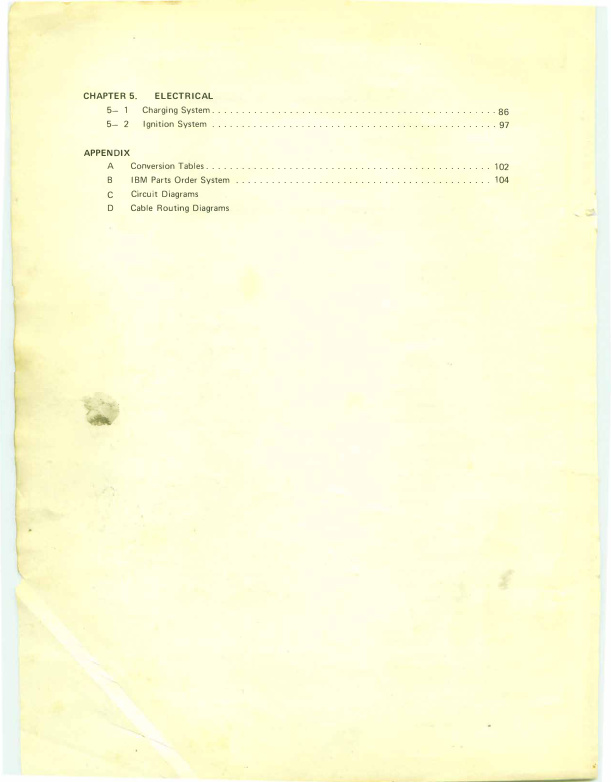 CHAPTER 5. ELECTRICAL
5– 1 Charging System . . . . . . . . . . . . . . . . . . . . . . . . . . . . . . . . . . . . . . . . . . . . . . . . 86
5– 2 Ignition System . . . . . . . . . . . . . . . . . . . . . . . . . . . . . . . . . . . . . . . . . . . . . . . . 97
APPENDIX
A Conversion Tables . . . . . . . . . . . . . . . . . . . . . . . . . . . . . . . . . . . . . . . . . . . . . . . . 102
B IBM Parts Order System . . . . . . . . . . . . . . . . . . . . . . . . . . . . . . . . . . . . . . . . . . . . 104
C Circuit Diagrams
D Cable Routing Diagrams